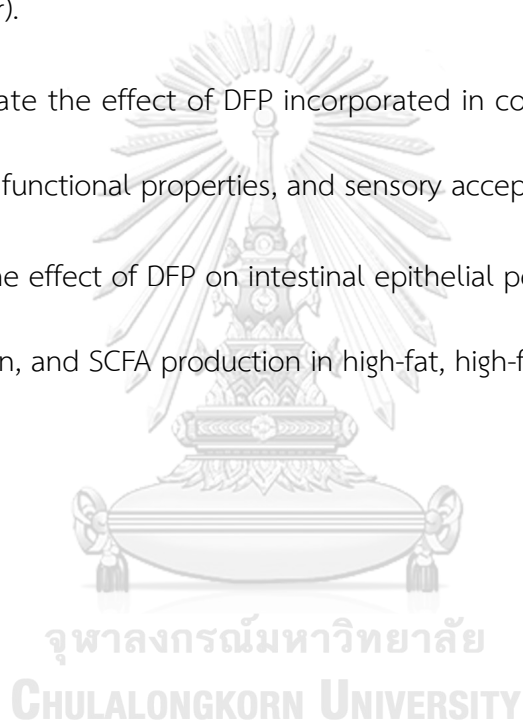 r).
ate the effect of DFP incorporated in co
functional properties, and sensory accep
ne effect of DFP on intestinal epithelial pe
n, and SCFA production in high-fat, high-f
จุฬาลงกรณ์มหาวิทยาลัย
CHULALONGKORN UNIVERSITY